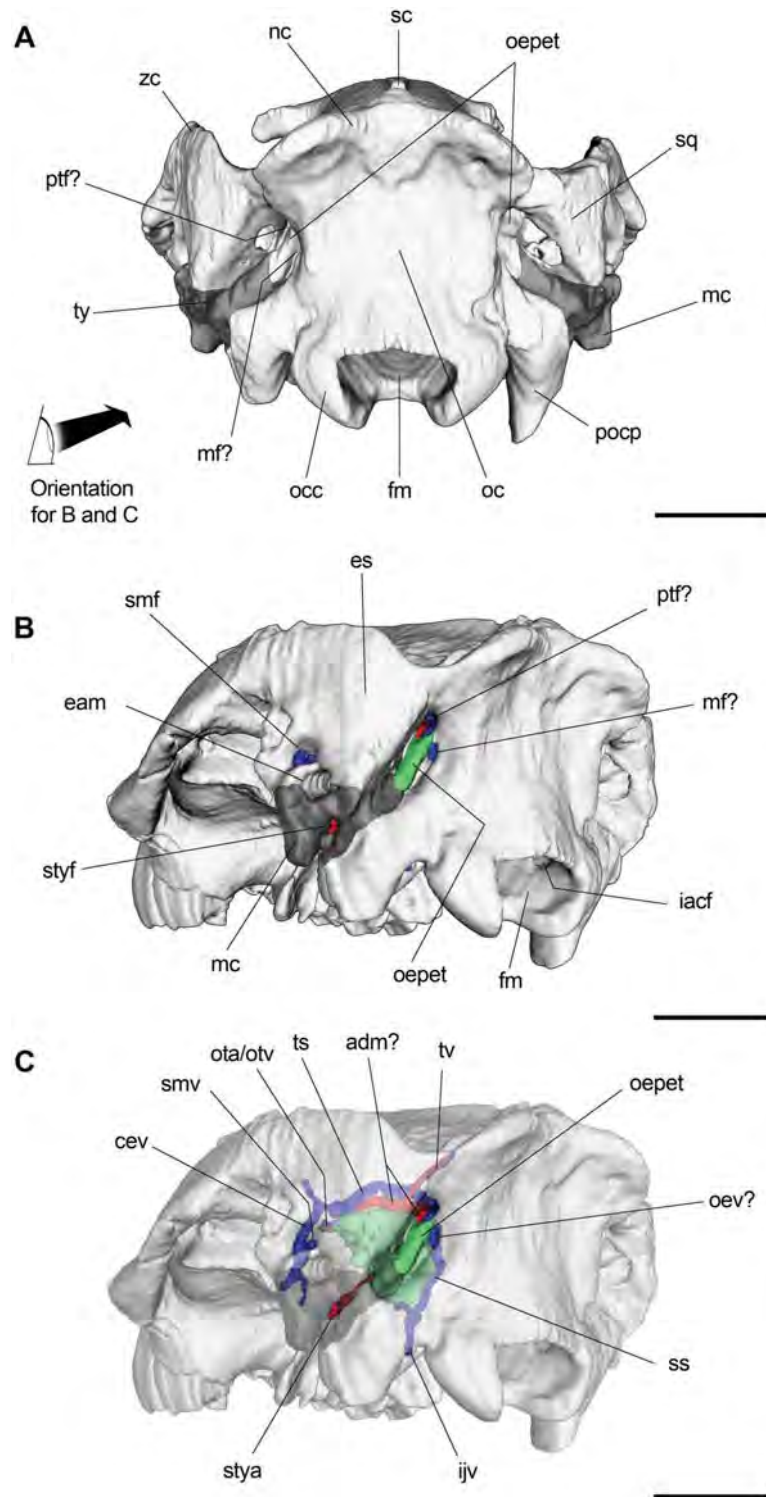 A
sc
nc
oepet
zc
sq
ptf?
ty
mc
mf?
pocp
occ
fm
oc
Orientation
for B and C
B
es
smf
ptf?
eam
mf?
styf
iacf
mc
oepet
fm
C
ts
adm?
tv
ota/otv
oepet
smv
cev
oev?
ss
stya
ijv